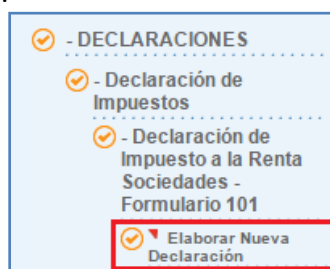 - DECLARACIONES
- Declaración de
Impuestos
- Declaración de
Impuesto a la Renta
Sociedades -
Formulario 101
Elaborar Nueva
Declaración